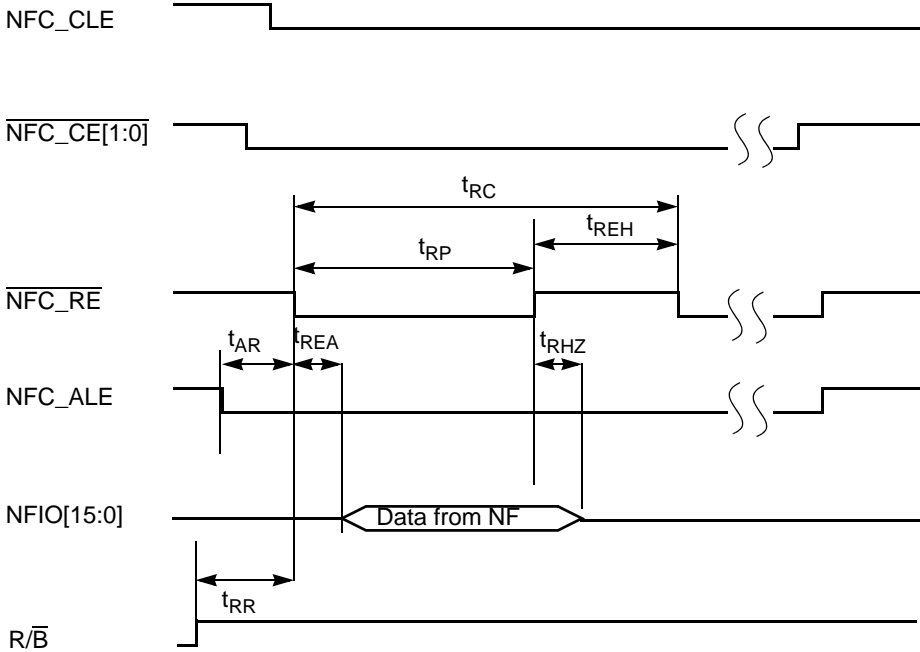 NFC_CLE
NFC_CE[1:0]
tRC
tREH
tRP
NFC_RE
tAR
tREA
tRHZ
NFC_ALE
NFIO[15:0]
Data from NF
tRR
R/B